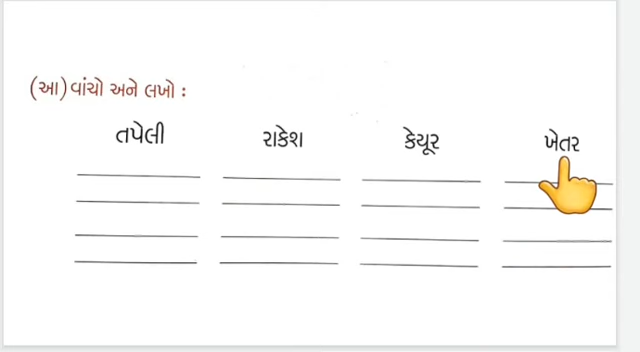 (આ) વાંચો અને લખો :
તપેલી રાકેશ કેયૂર ખેતર